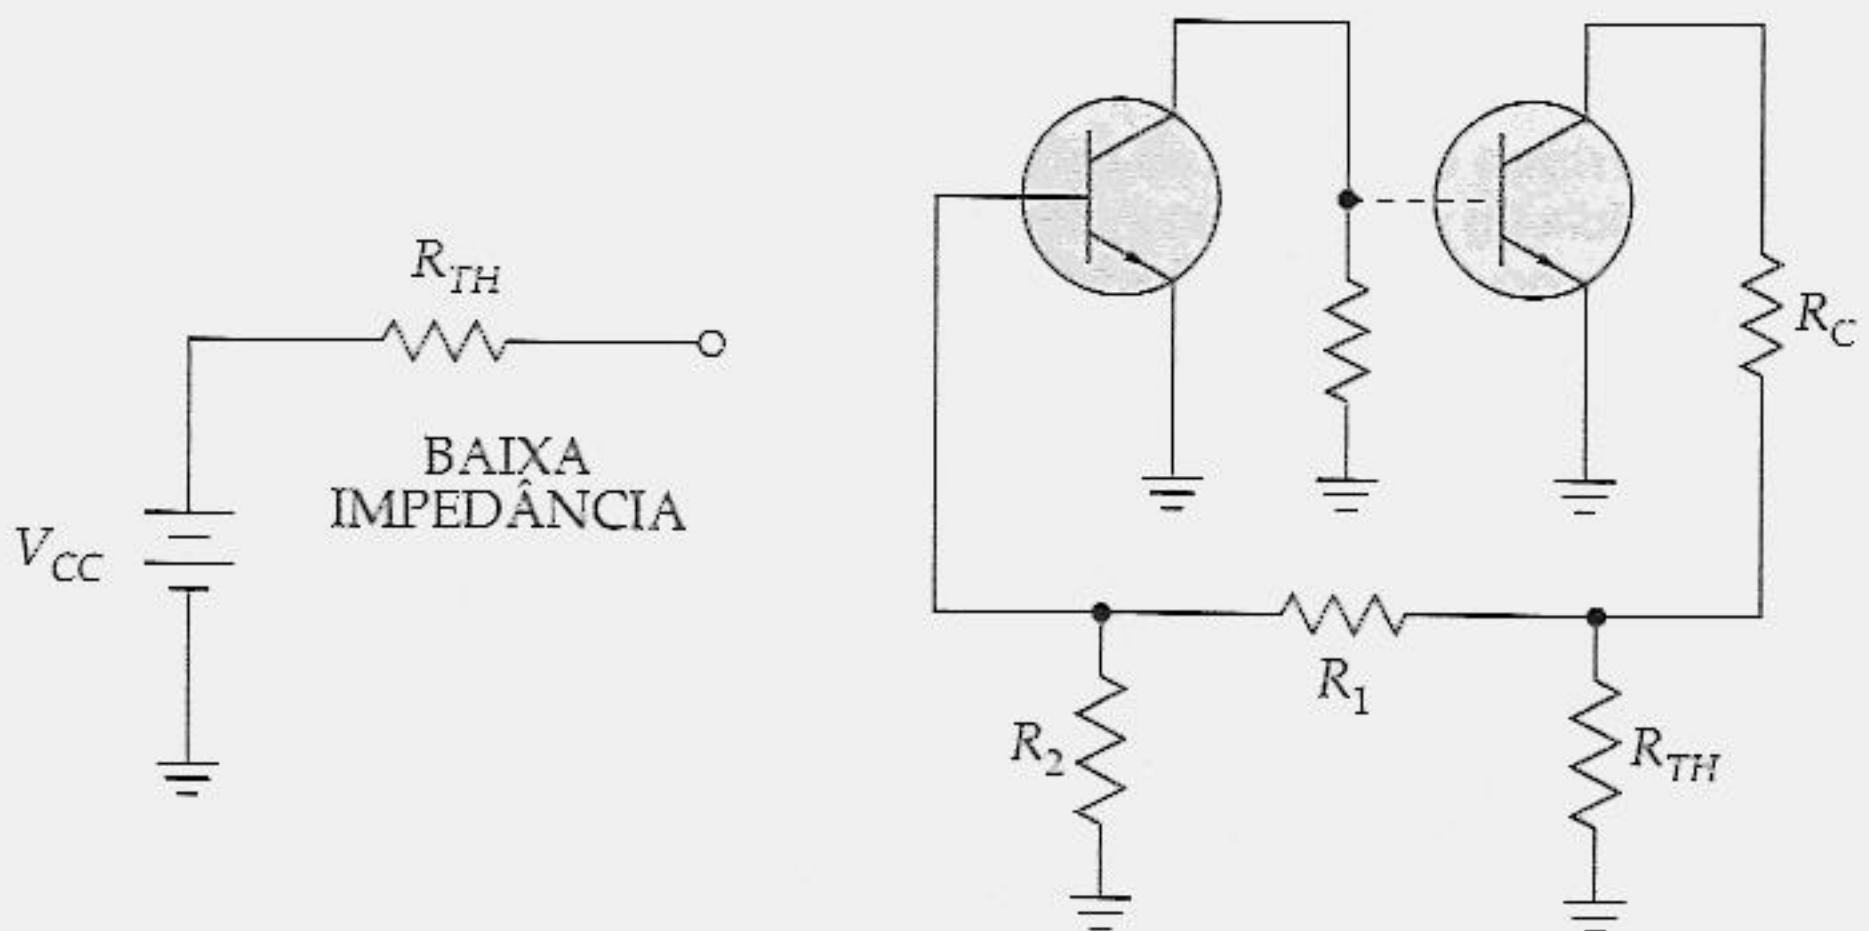 R_TH
BAIXA
IMPEDÂNCIA
V_CC
R_C
R_1
R_2
R_TH